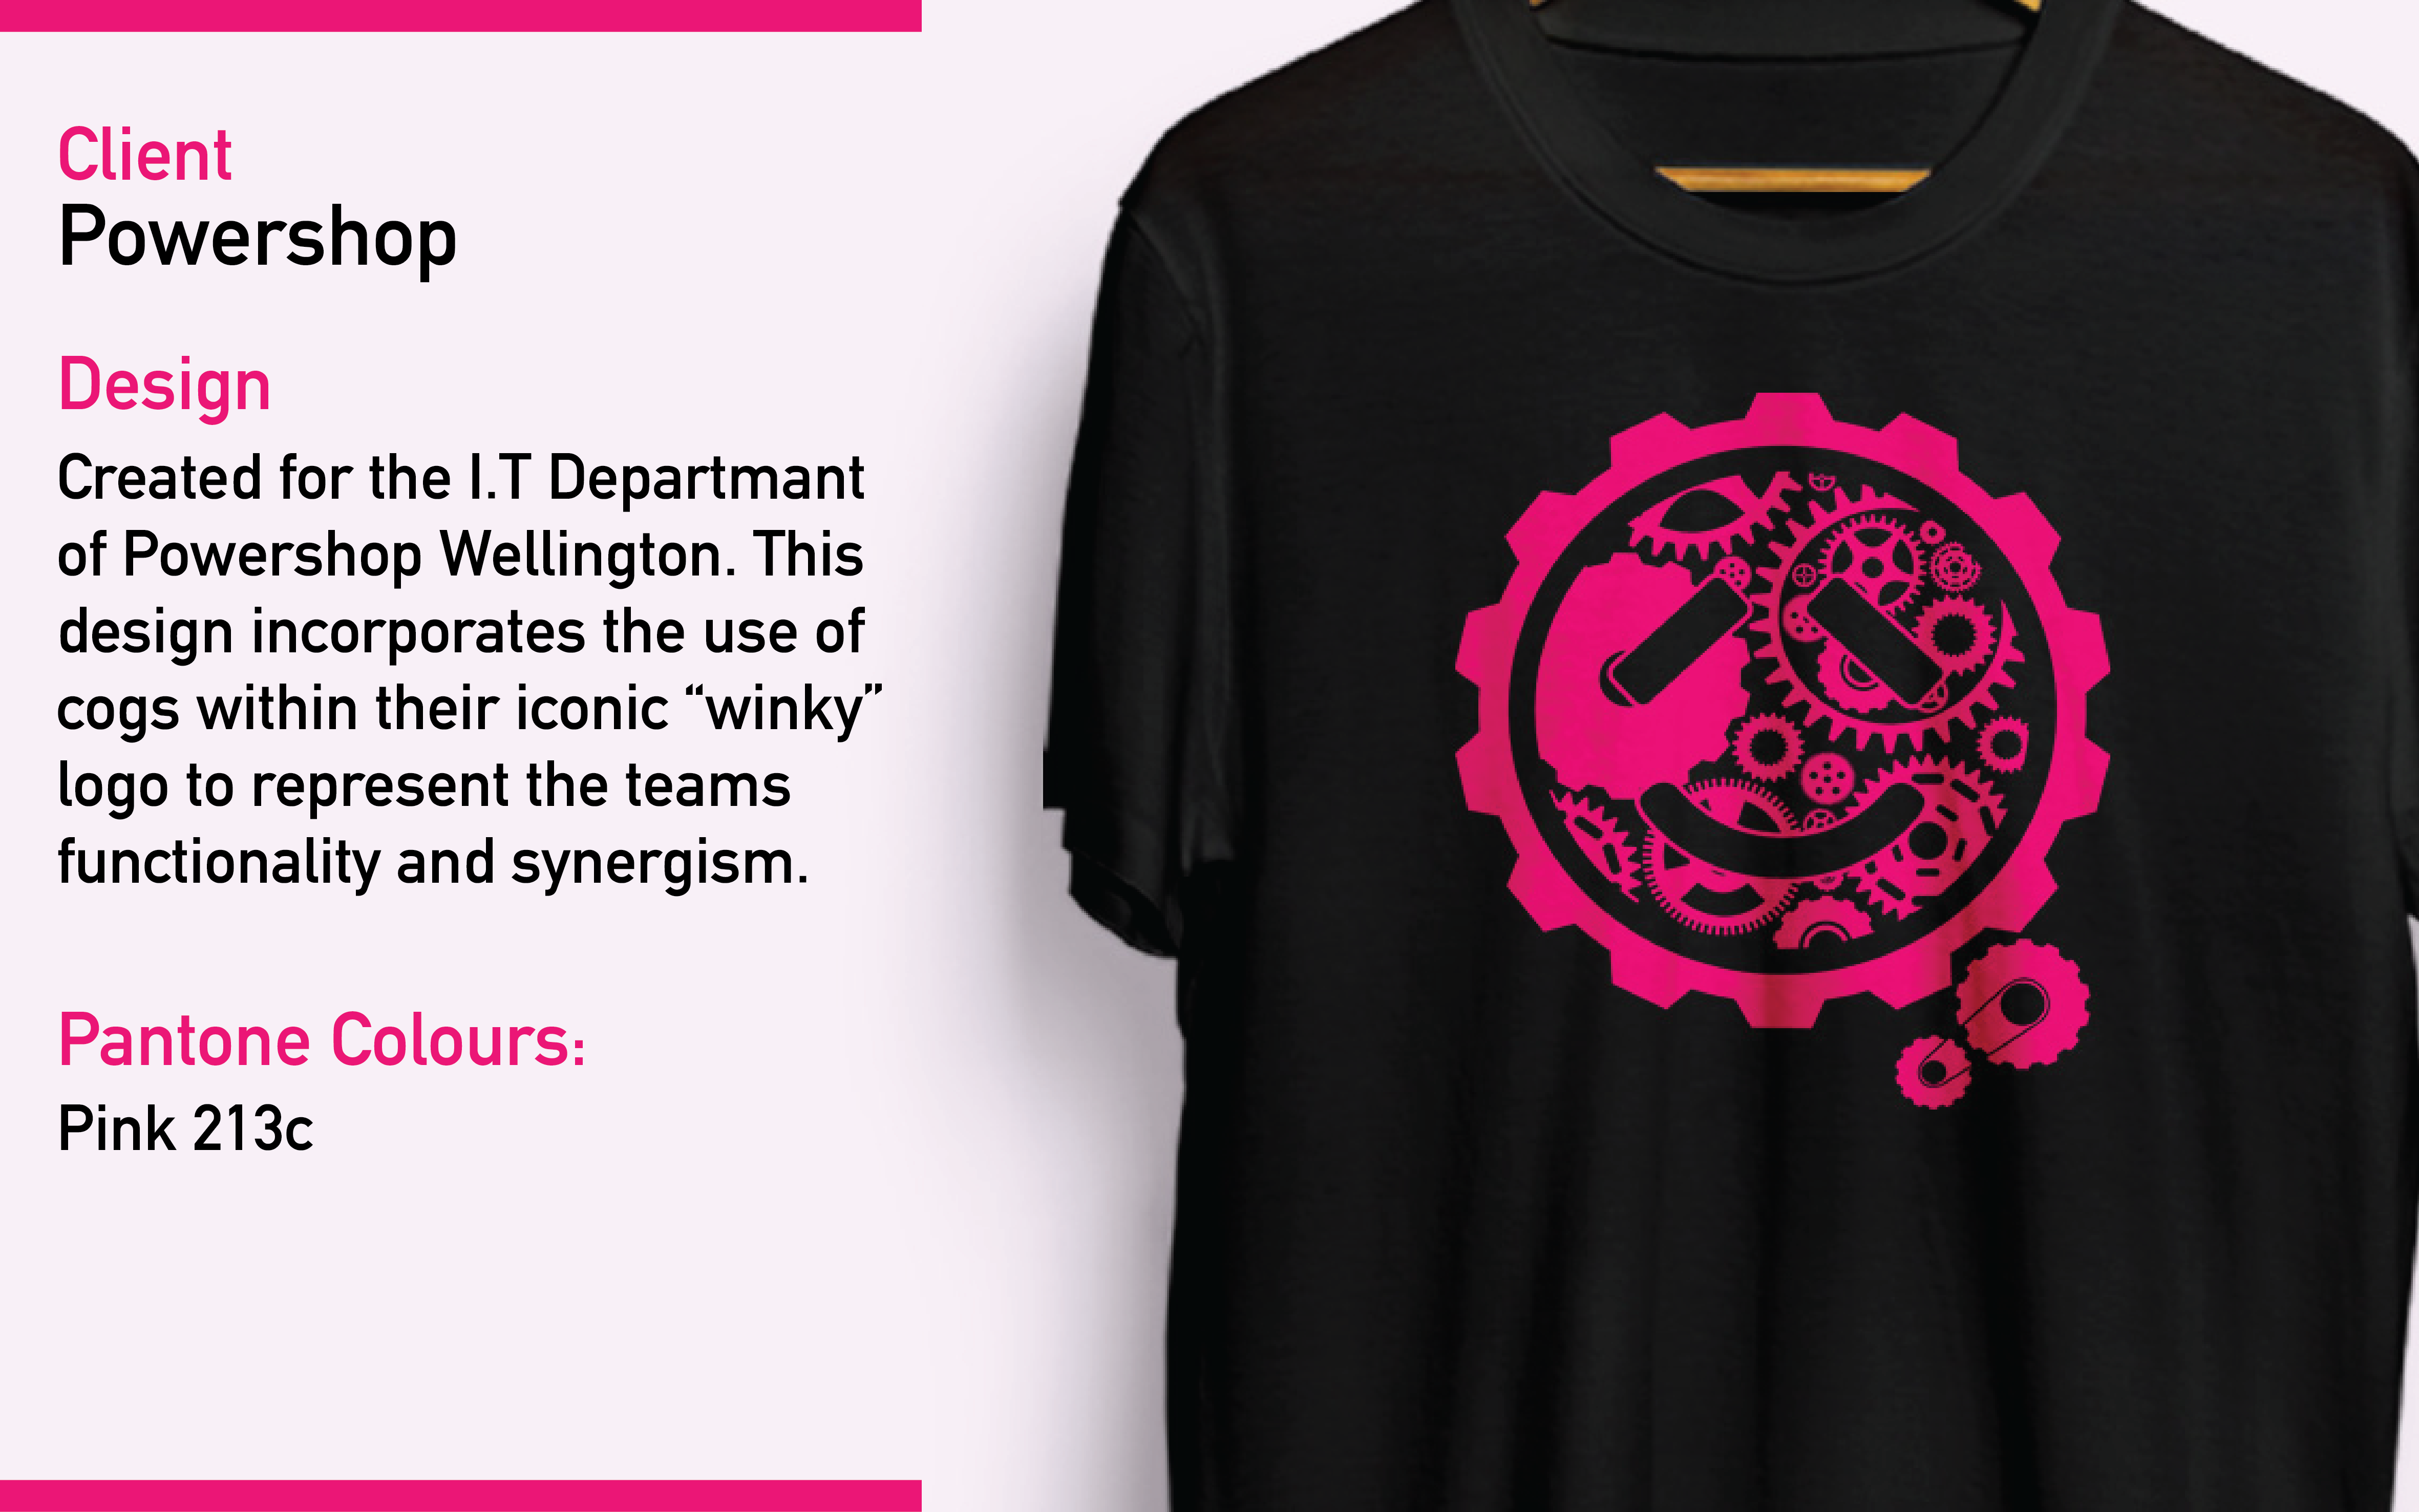 Client
Powershop
Design
Created for the I.T Departmant
of Powershop Wellington. This
design incorporates the use of
cogs within their iconic “winky”
logo to represent the teams
functionality and synergism.
Pantone Colours:
Pink 213c